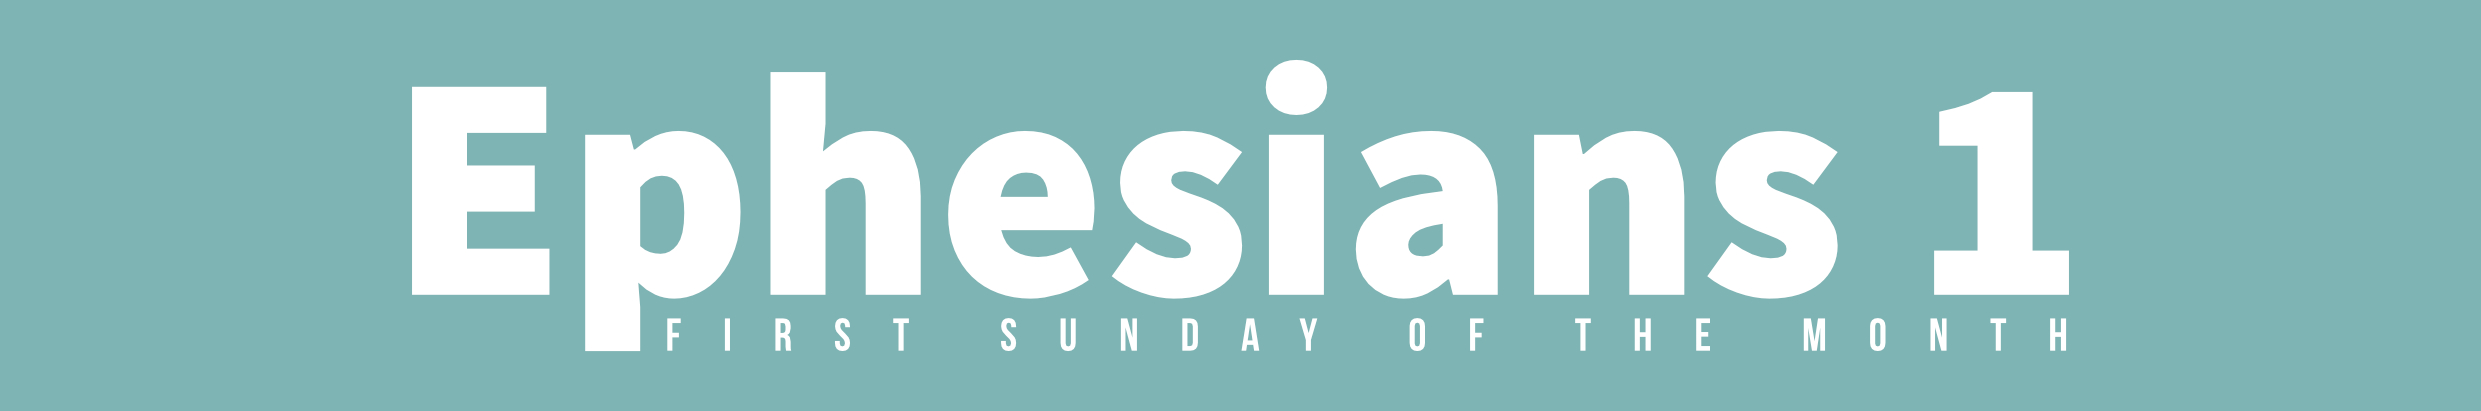 Ephesians 1
FIRST SUNDAY OF THE MONTH